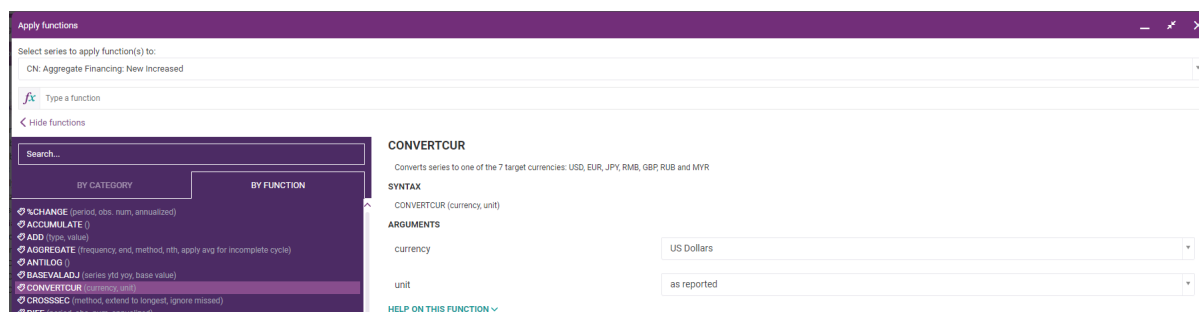 Apply functions
Select series to apply function(s) to:
CN: Aggregate Financing: New Increased
fx Type a function
Hide functions
Search...
BY CATEGORY
BY FUNCTION
%CHANGE (period, obs. num, annualized)
ACCUMULATE ()
ADD (type, value)
AGGREGATE (frequency, end, method, nth, apply avg for incomplete cycle)
ANTILOG ()
BASEVALADJ (series ytd yoy, base value)
CONVERTCUR (currency, unit)
CROSSSEC (method, extend to longest, ignore missed)
CONVERTCUR
Converts series to one of the 7 target currencies: USD, EUR, JPY, RMB, GBP, RUB and MYR
SYNTAX
CONVERTCUR (currency, unit)
ARGUMENTS
currency US Dollars
unit as reported
HELP ON THIS FUNCTION